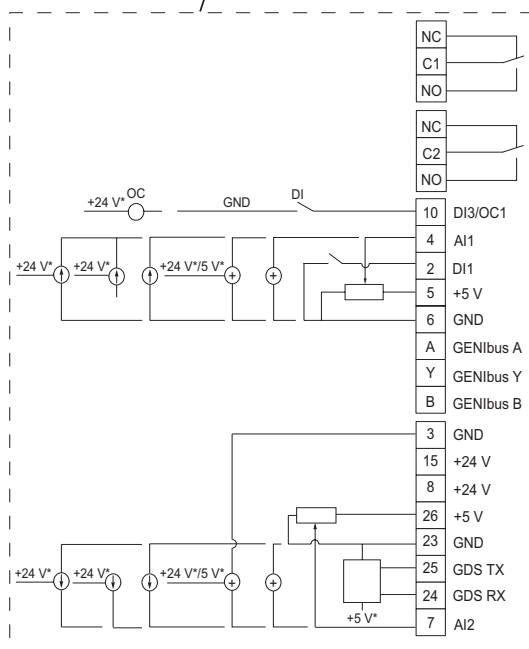 NC
C1
NO
NC
C2
NO
+24 V* OC GND DI 10 DI3/OC1
4 AI1
+24 V* +24 V* +24 V*/5 V* + + 2 DI1
5 +5 V
6 GND
A GENIbus A
Y GENIbus Y
B GENIbus B
3 GND
15 +24 V
8 +24 V
26 +5 V
23 GND
+24 V* +24 V* +24 V*/5 V* + + 25 GDS TX
24 GDS RX
+5 V* 7 AI2